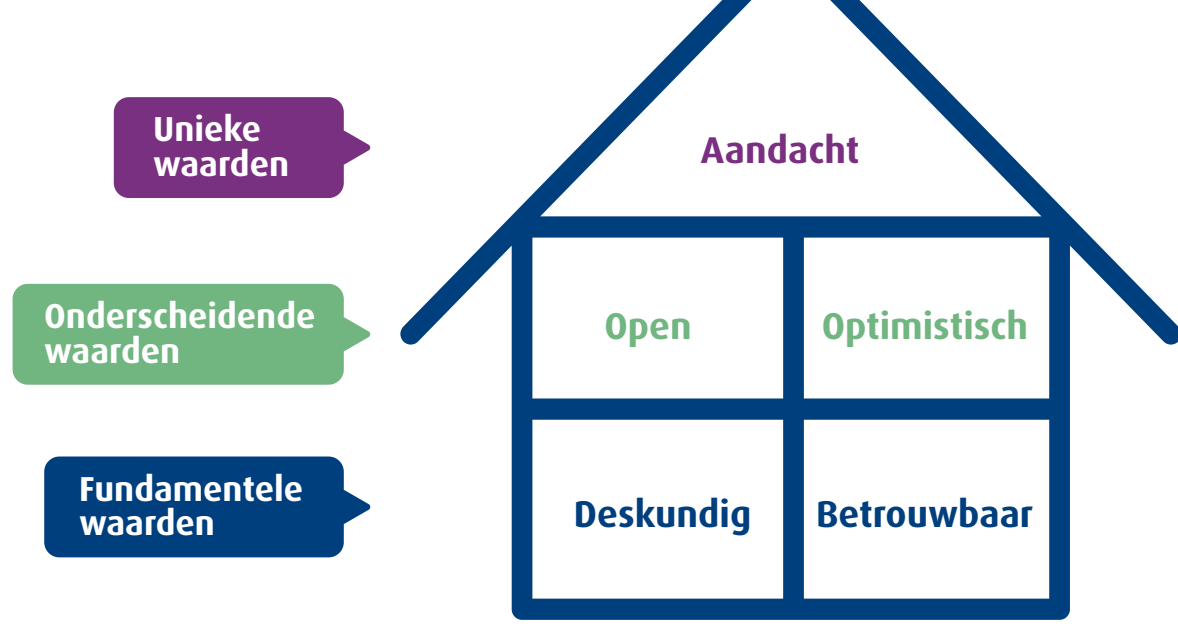 Unieke
waarden
Aandacht
Onderscheidende
waarden
Open
Optimistisch
Fundamentele
waarden
Deskundig
Betrouwbaar